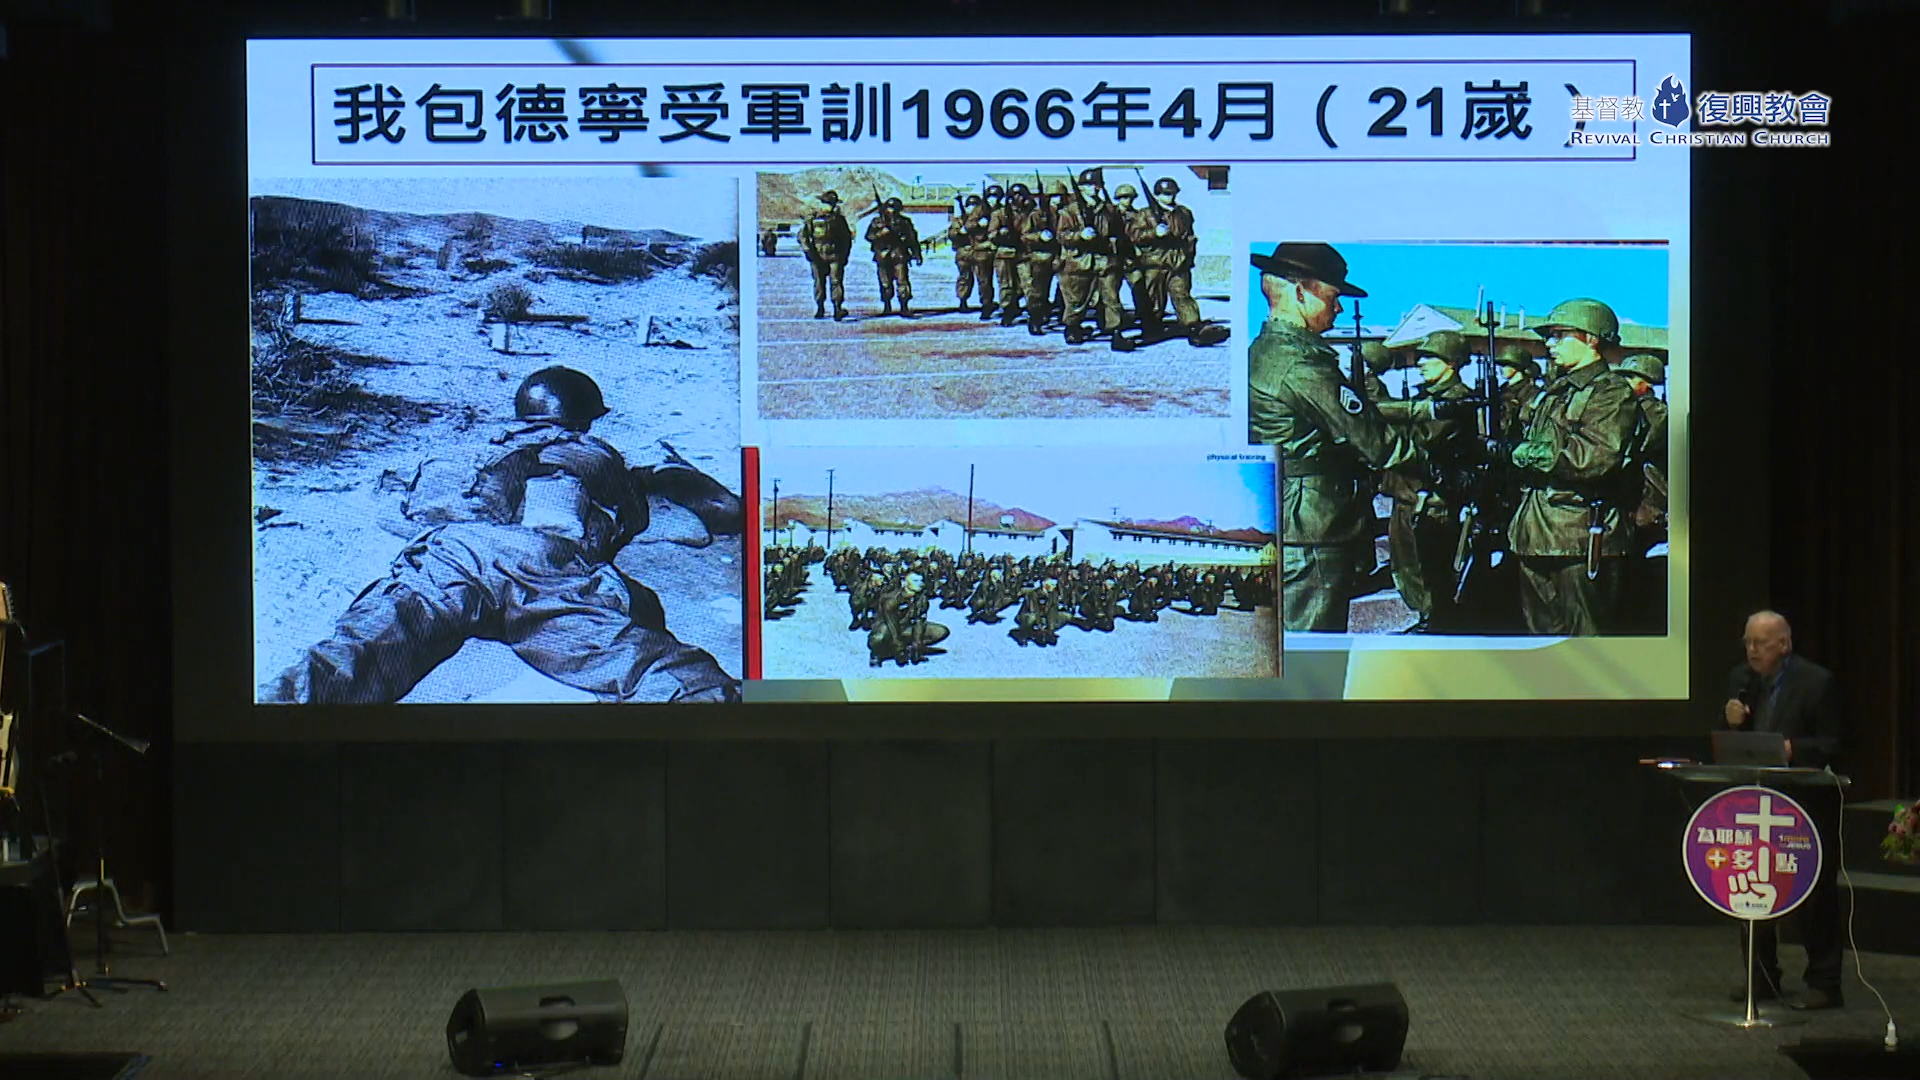 我包德寧受軍訓1966年4月（21歲）
基督教 復興教會
REVIVAL CHRISTIAN CHURCH
physical training
為耶穌
+多1點